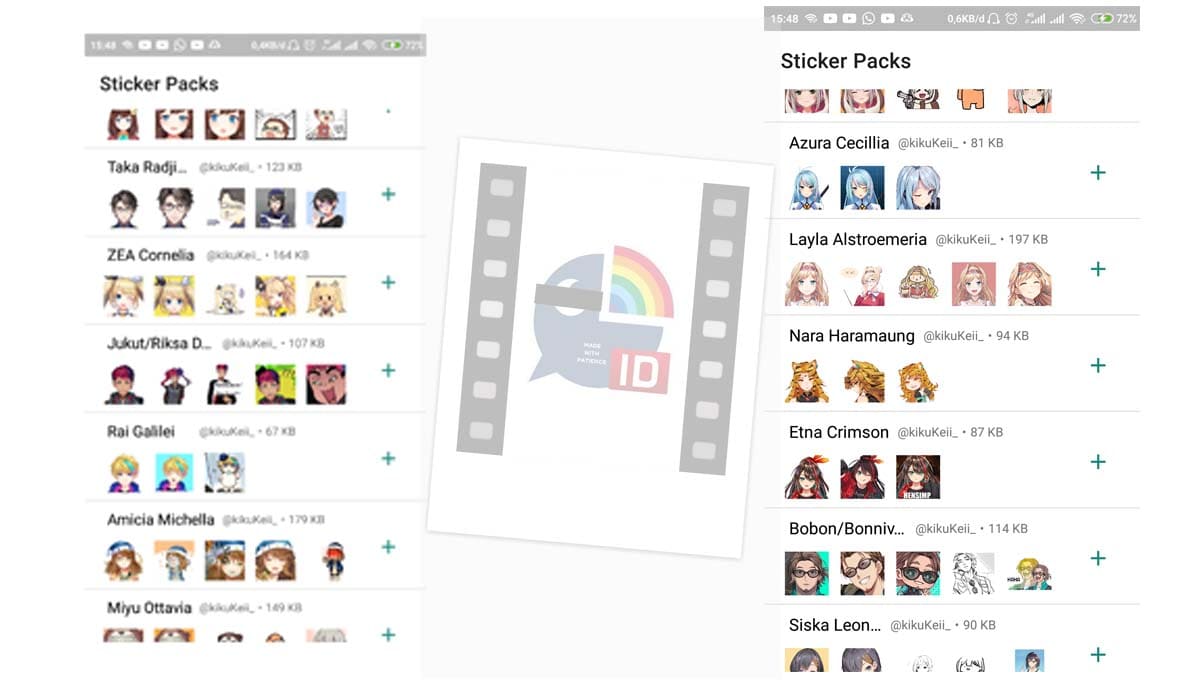 15:48
0,4KB/d
72%
Sticker Packs
Taka Radji... @kikuKeii_ • 123 KB
ZEA Cornelia @kikuKeii_ • 164 KB
Jukut/Riksa D... @kikuKeii_ • 107 KB
Rai Galilei @kikuKeii_ • 67 KB
Amicia Michella @kikuKeii_ • 179 KB
Miyu Ottavia @kikuKeii_ • 149 KB
MADE
WITH
PATIENCE
ID
15:48
0,6KB/d
72%
Sticker Packs
Azura Cecillia @kikuKeii_ • 81 KB
Layla Alstroemeria @kikuKeii_ • 197 KB
Nara Haramaung @kikuKeii_ • 94 KB
Etna Crimson @kikuKeii_ • 87 KB
HENSIMP
Bobon/Bonniv... @kikuKeii_ • 114 KB
HAHA
Siska Leon... @kikuKeii_ • 90 KB